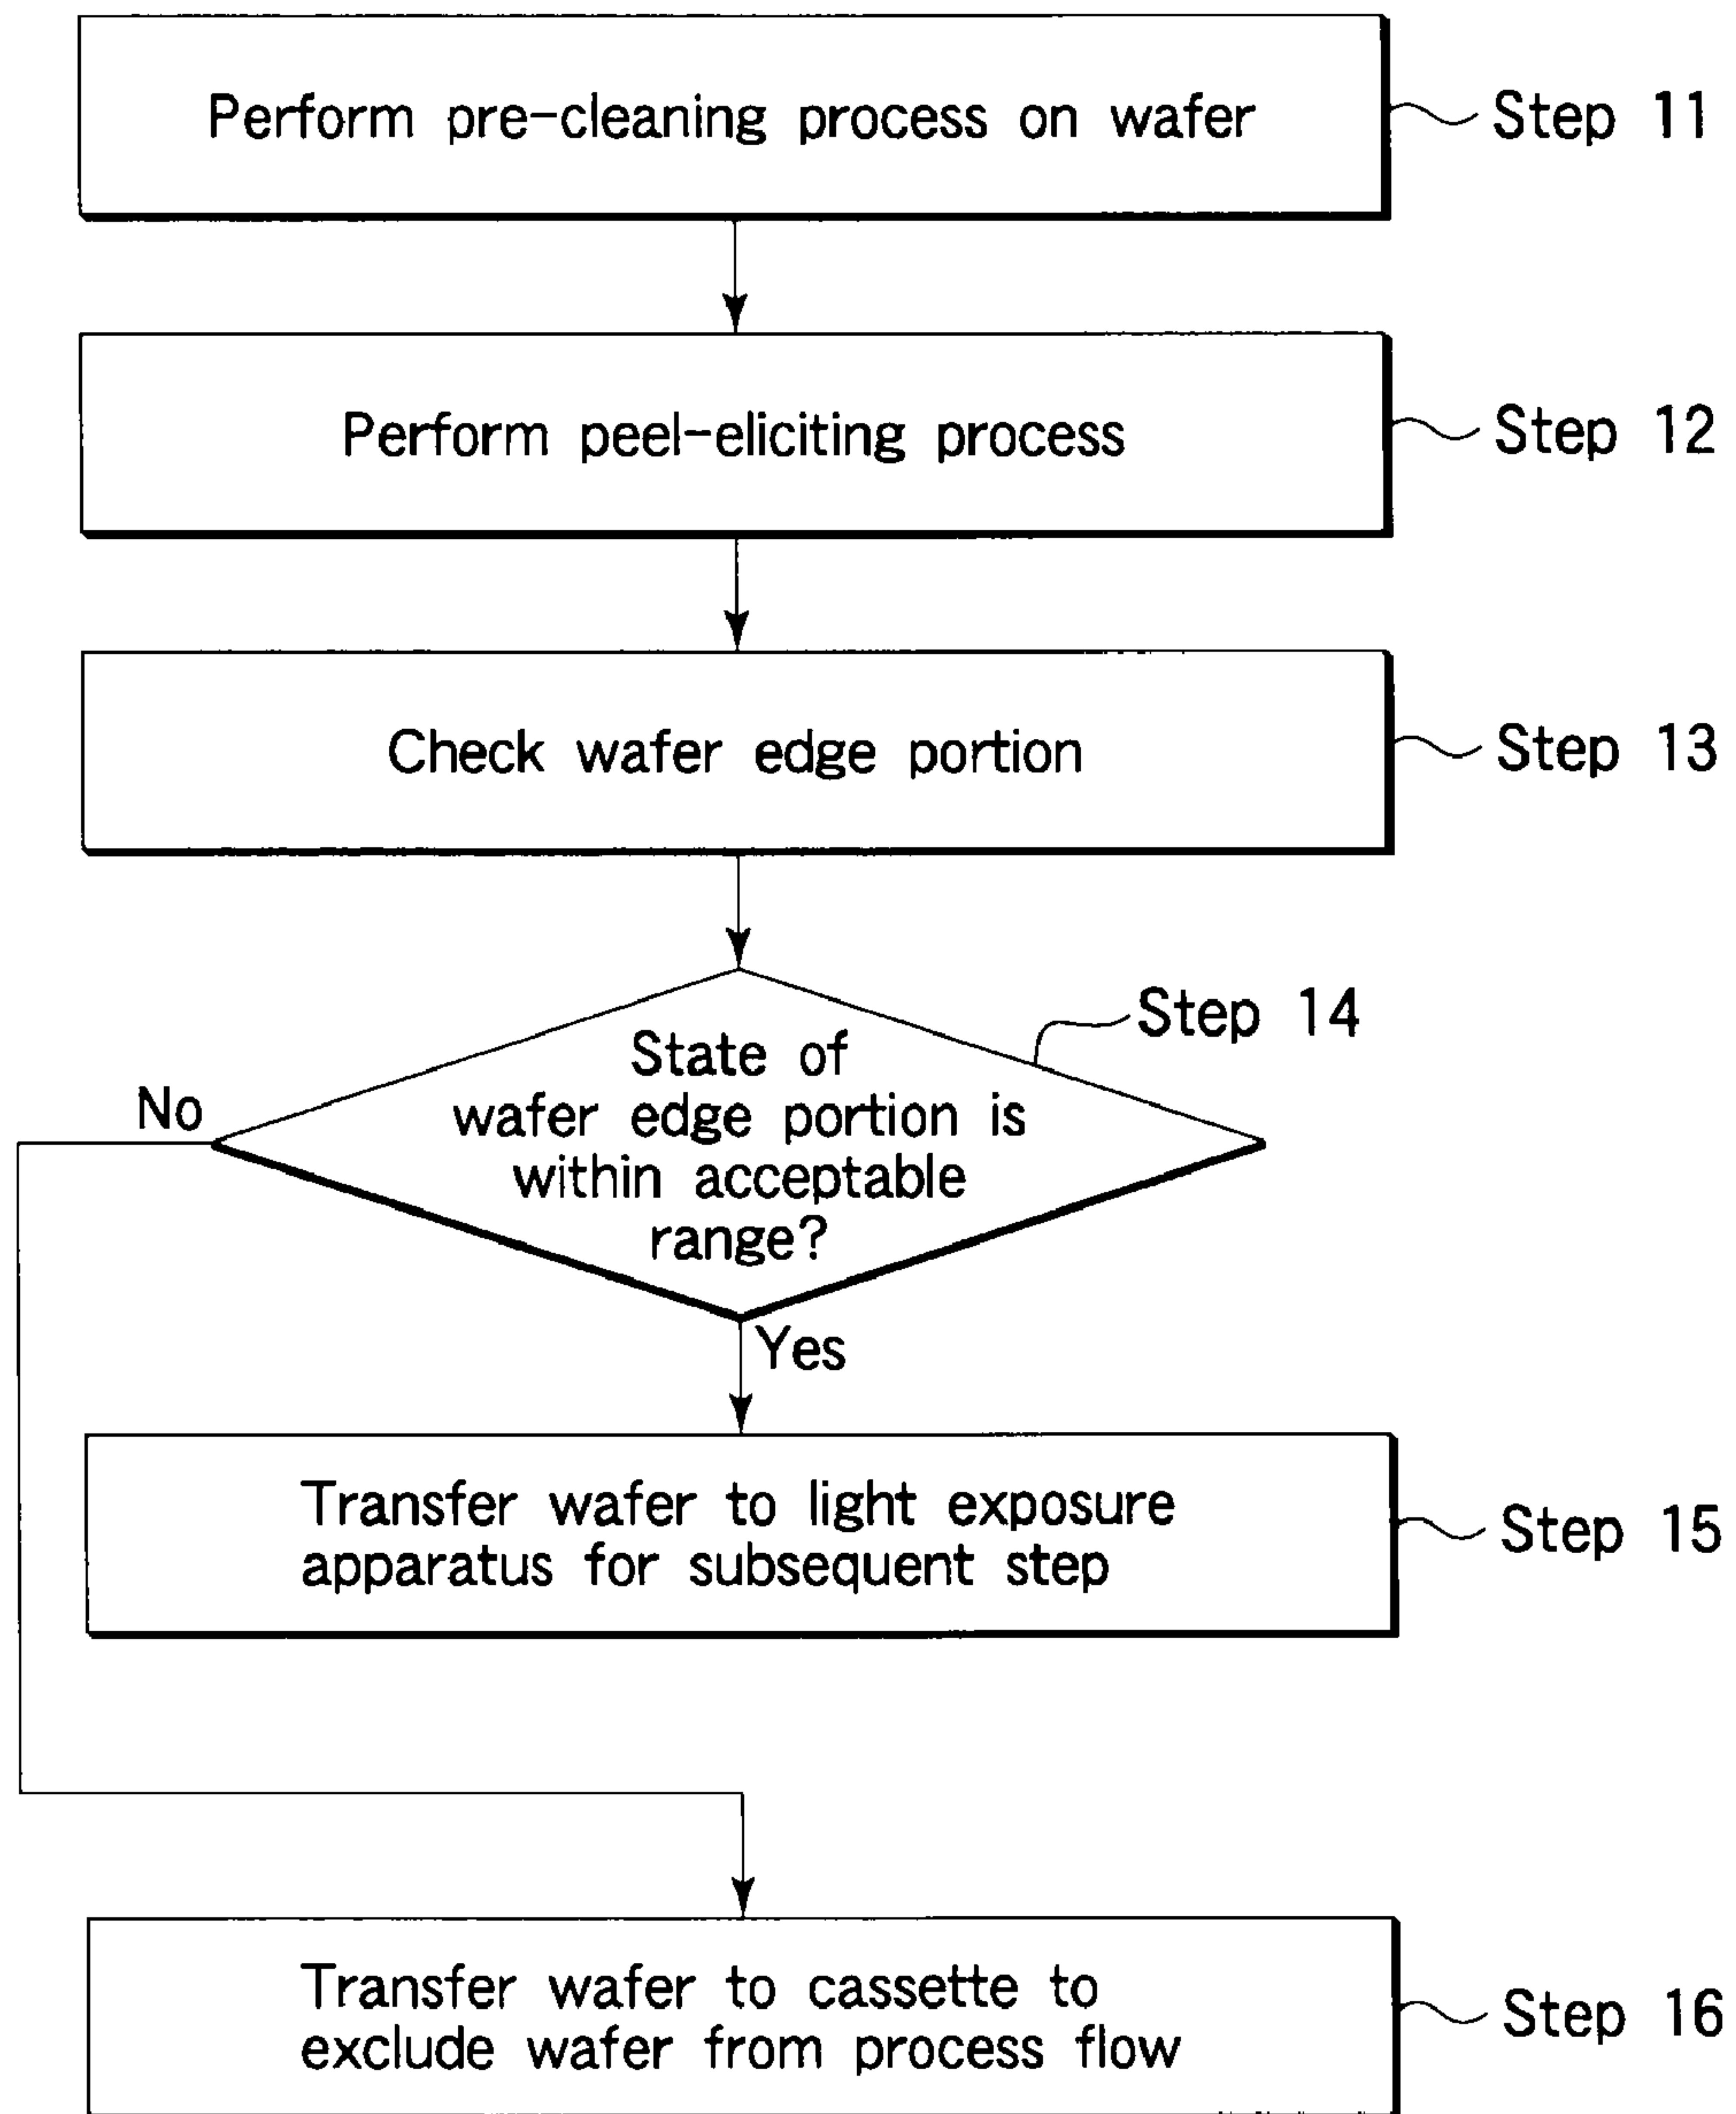 Perform pre-cleaning process on wafer
Step 11
Perform peel-eliciting process
Step 12
Check wafer edge portion
Step 13
Step 14
State of
wafer edge portion is
within acceptable
range?
No
Yes
Transfer wafer to light exposure
apparatus for subsequent step
Step 15
Transfer wafer to cassette to
exclude wafer from process flow
Step 16